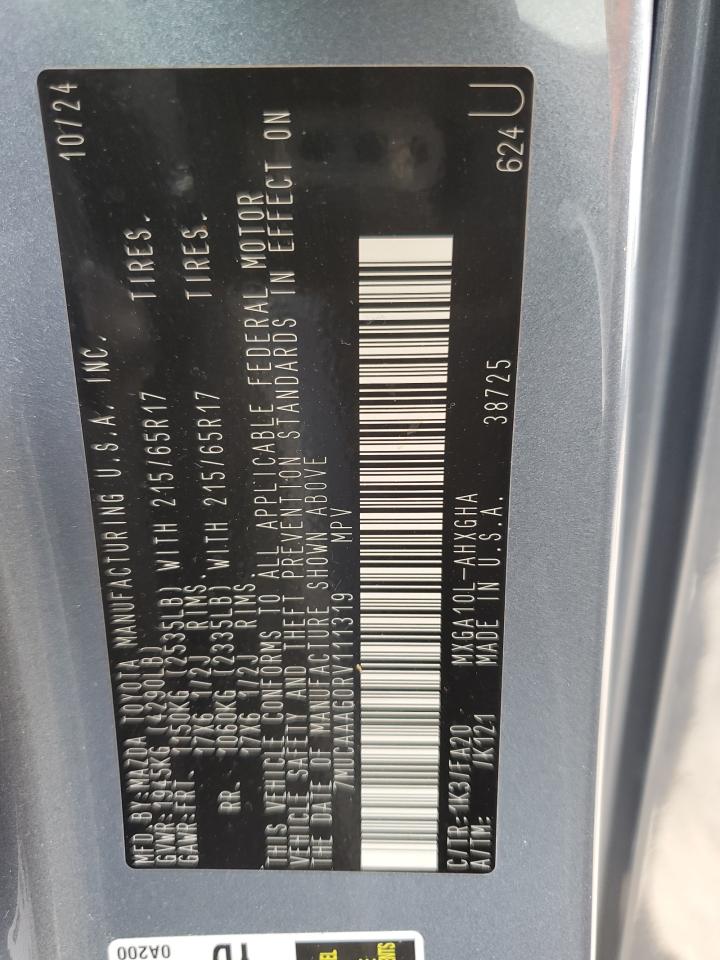 MFD. BY: MAZDA TOYOTA MANUFACTURING U.S.A. INC. 10/24
GVWR: 1945KG (4290LB)
GAWR: FRT. 1150KG (2535LB) WITH 215/65R17 TIRES.
17X6 1/2J RIMS.
RR. 1060KG (2335LB) WITH 215/65R17 TIRES.
17X6 1/2J RIMS.
THIS VEHICLE CONFORMS TO ALL APPLICABLE FEDERAL MOTOR
VEHICLE SAFETY AND THEFT PREVENTION STANDARDS IN EFFECT ON
THE DATE OF MANUFACTURE SHOWN ABOVE
7MUCAAAG0RV111319 MPV
C/TR: 1K3/FA20 MXGA10L-AHXGHA
A/TM: /K121 MADE IN U.S.A. 38725 624 U
0A200